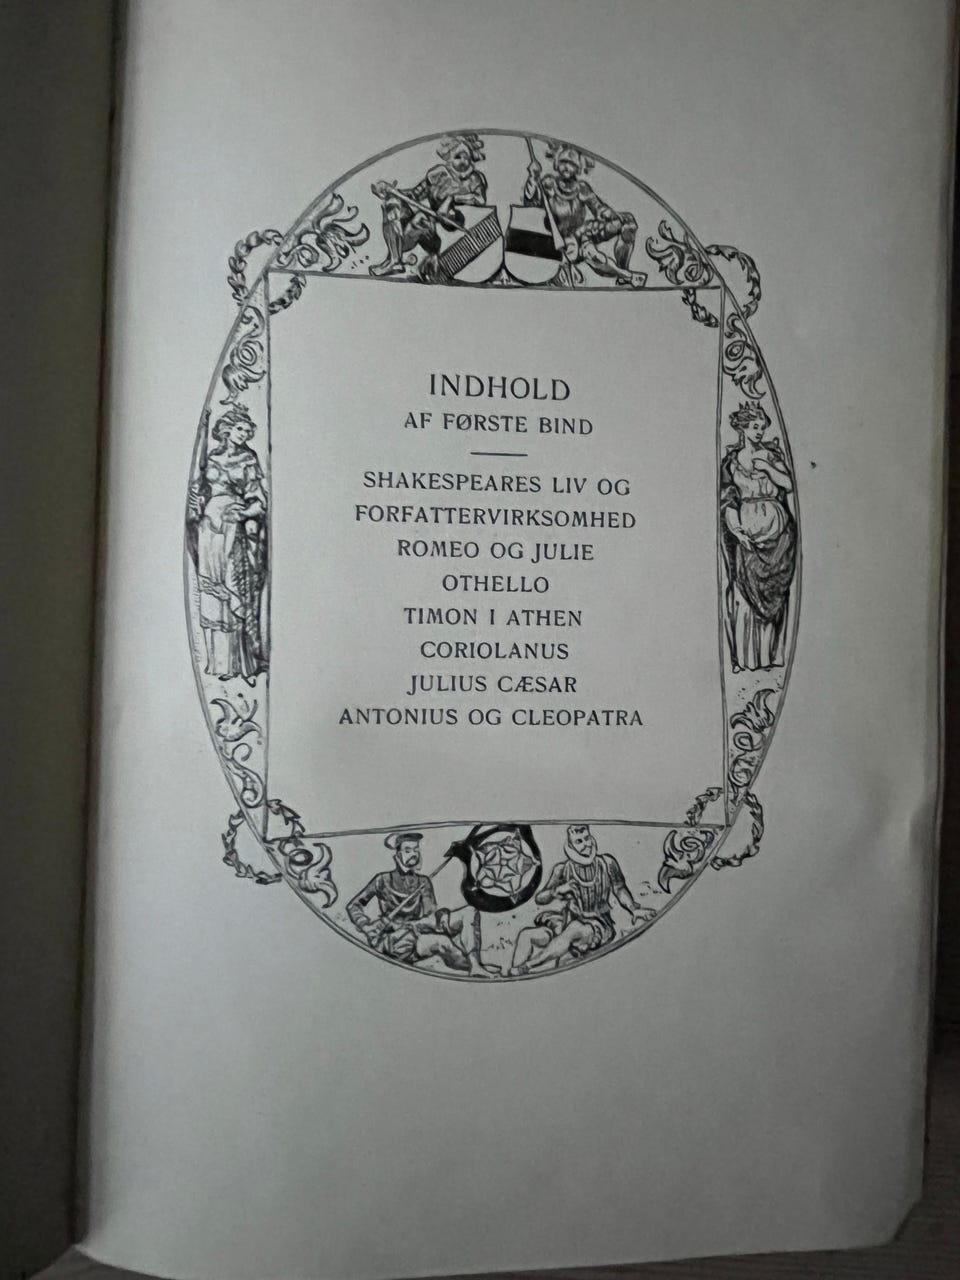 INDHOLD
AF FØRSTE BIND
SHAKESPEARES LIV OG
FORFATTERVIRKSOMHED
ROMEO OG JULIE
OTHELLO
TIMON I ATHEN
CORIOLANUS
JULIUS CÆSAR
ANTONIUS OG CLEOPATRA